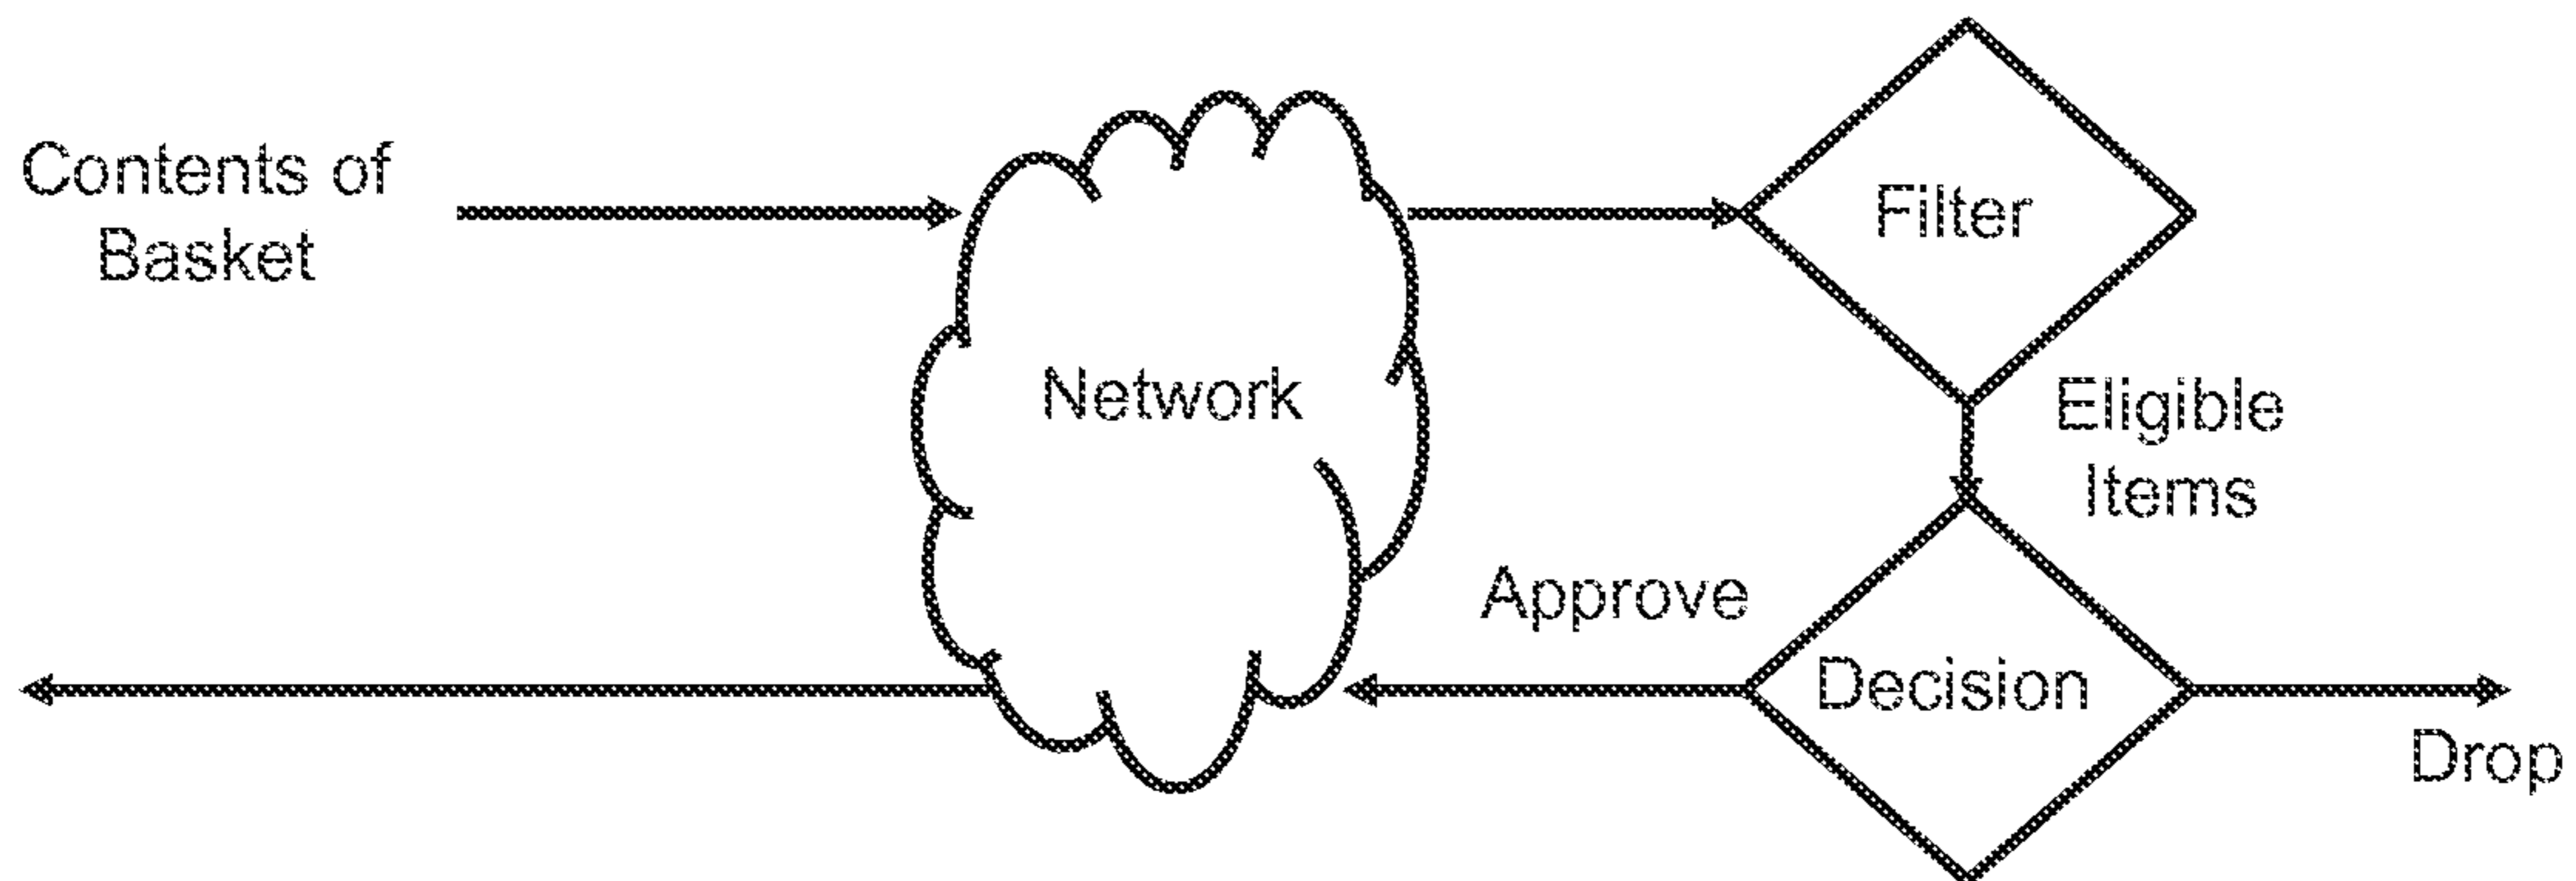 Contents of
Basket
Network
Filter
Eligible
Items
Approve
Decision
Drop